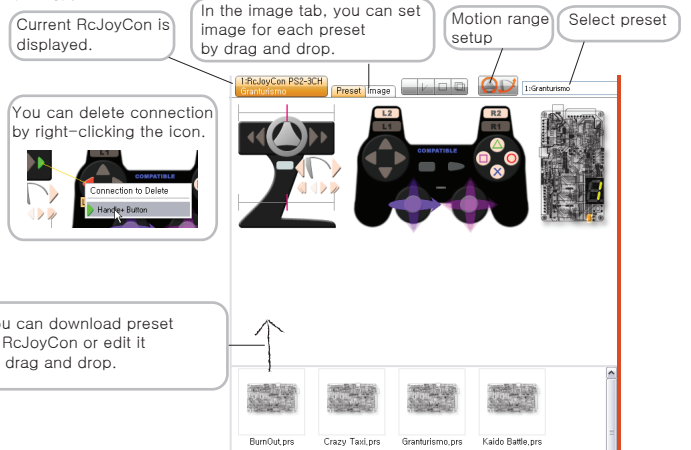 Current RcJoyCon is
displayed.
In the image tab, you can set
image for each preset
by drag and drop.
Motion range
setup
Select preset
1:RcJoyCon PS2-3CH
Granturismo
Preset
Image
1:Granturismo
You can delete connection
by right-clicking the icon.
L1
COMPATIBLE
Connection to Delete
Handle+ Button
L2
L1
COMPATIBLE
R2
R1
u can download preset
RcJoyCon or edit it
drag and drop.
BurnOut.prs
Crazy Taxi.prs
Granturismo.prs
Kaido Battle.prs